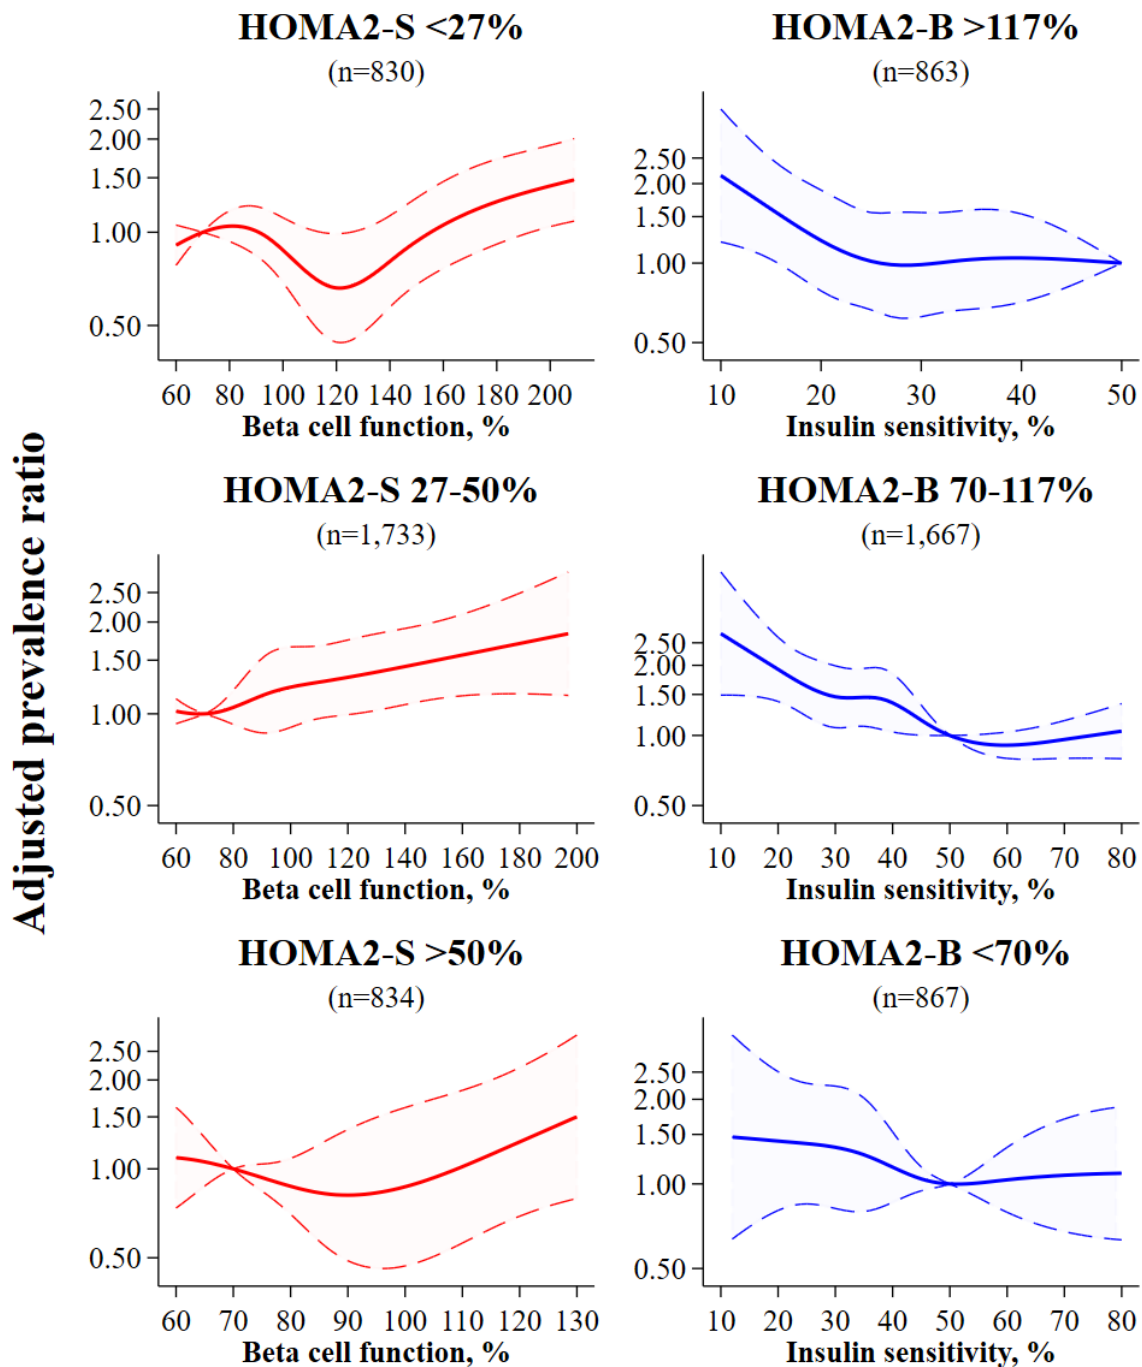 Adjusted prevalence ratio
HOMA2-S <27%
(n=830)
2.50
2.00
1.50
1.00
0.50
60 80 100 120 140 160 180 200
Beta cell function, %
HOMA2-B >117%
(n=863)
2.50
2.00
1.50
1.00
0.50
10 20 30 40 50
Insulin sensitivity, %
HOMA2-S 27-50%
(n=1,733)
2.50
2.00
1.50
1.00
0.50
60 80 100 120 140 160 180 200
Beta cell function, %
HOMA2-B 70-117%
(n=1,667)
2.50
2.00
1.50
1.00
0.50
10 20 30 40 50 60 70 80
Insulin sensitivity, %
HOMA2-S >50%
(n=834)
2.50
2.00
1.50
1.00
0.50
60 70 80 90 100 110 120 130
Beta cell function, %
HOMA2-B <70%
(n=867)
2.50
2.00
1.50
1.00
0.50
10 20 30 40 50 60 70 80
Insulin sensitivity, %